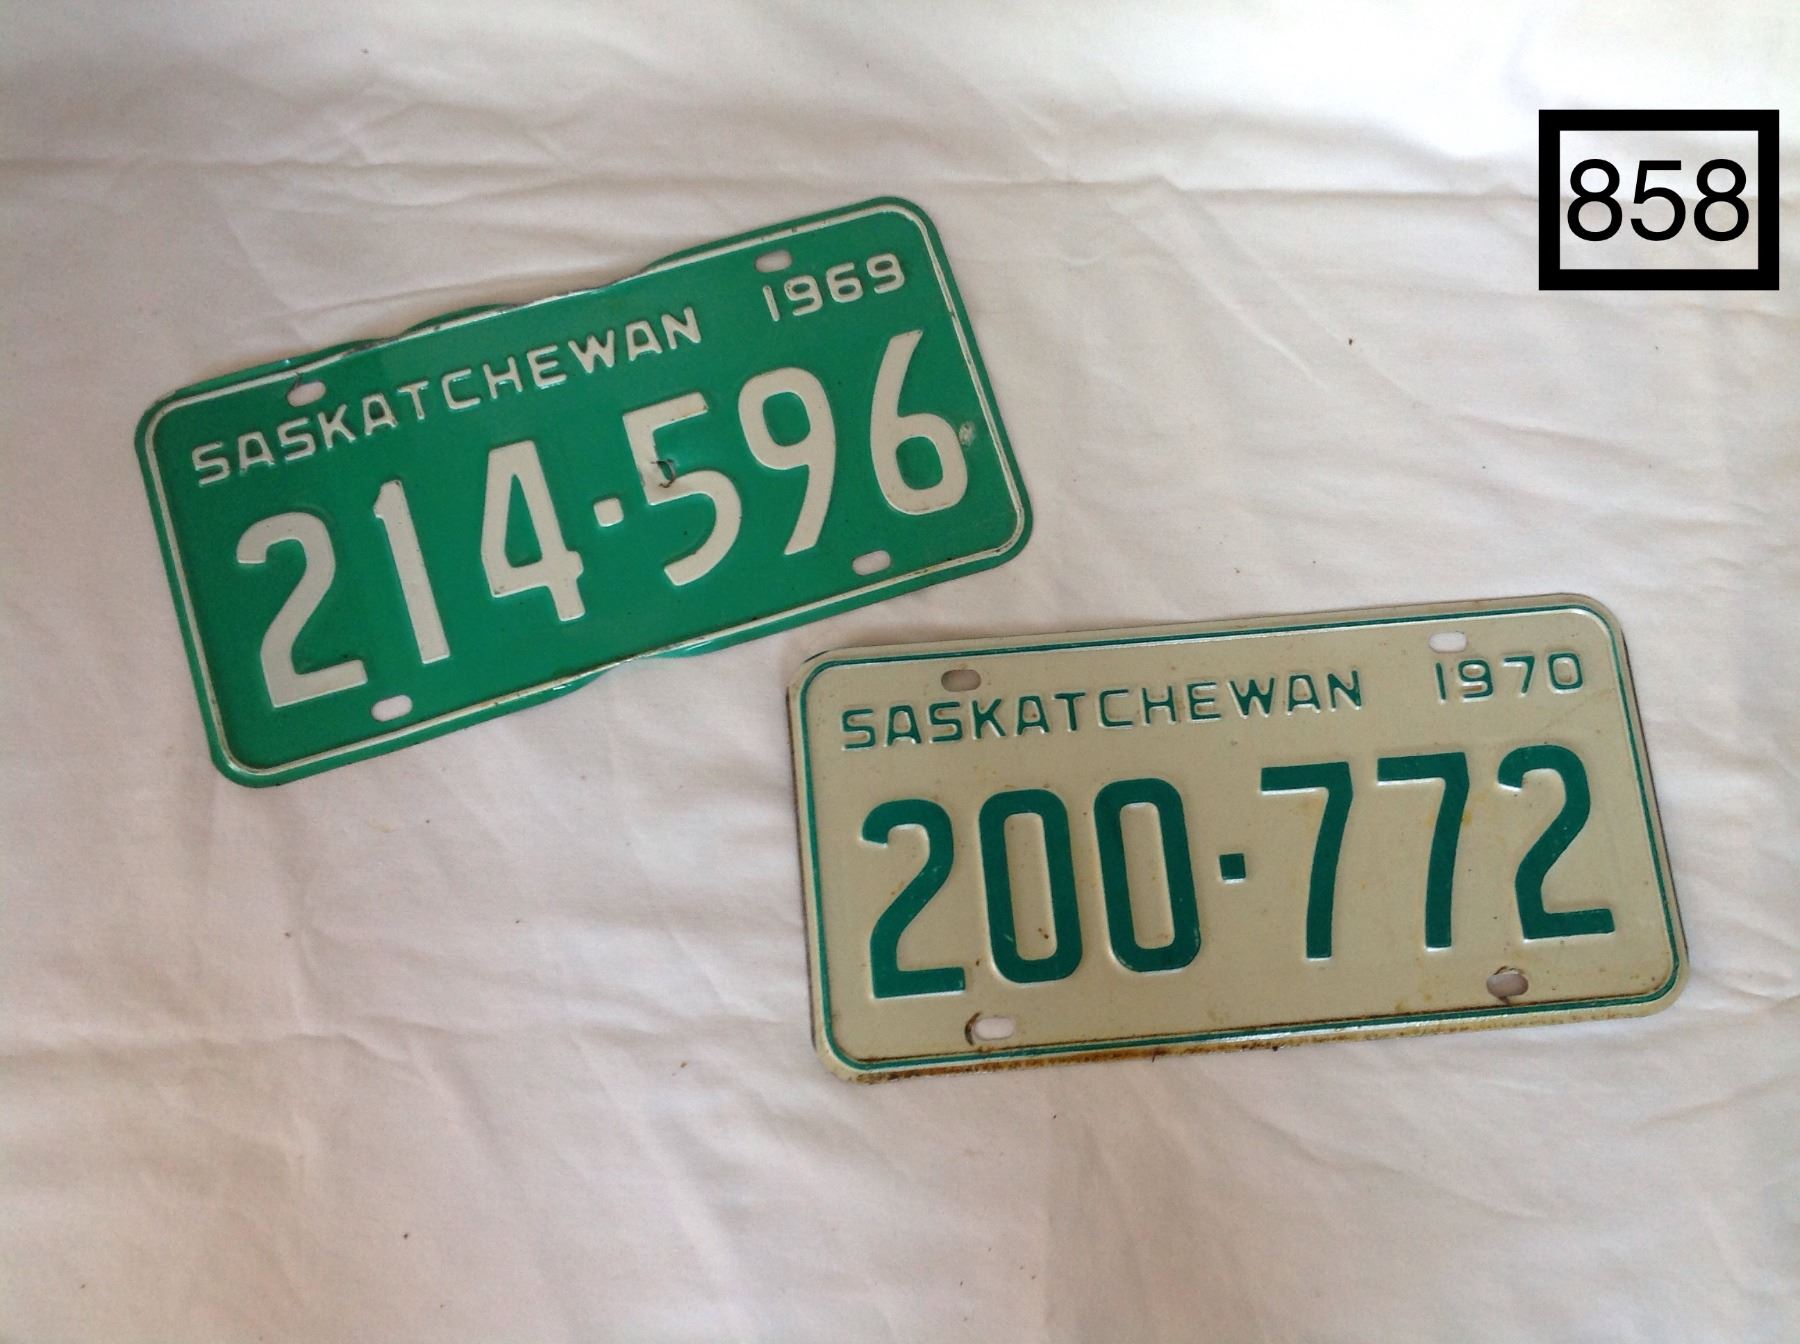 858
SASKATCHEWAN 1969
214·596
SASKATCHEWAN 1970
200·772